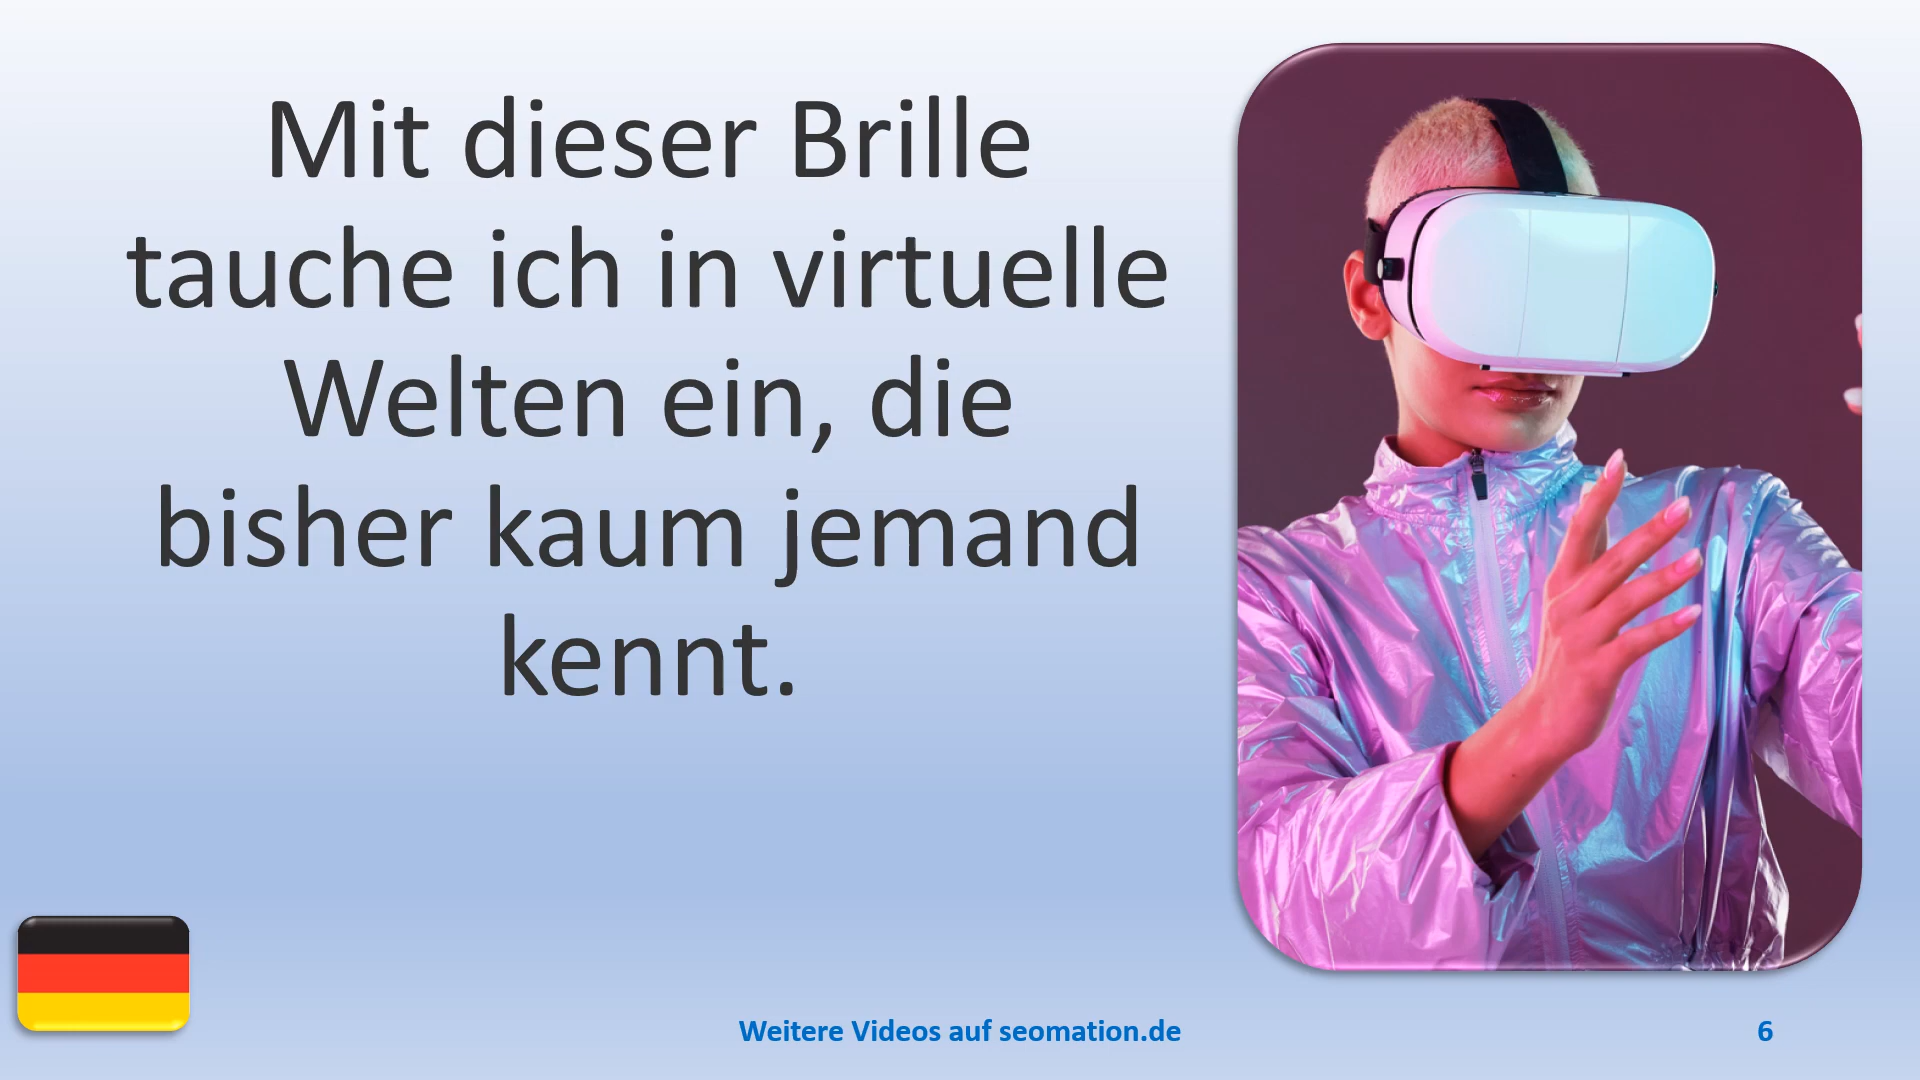 Mit dieser Brille
tauche ich in virtuelle
Welten ein, die
bisher kaum jemand
kennt.
Weitere Videos auf seomation.de
6